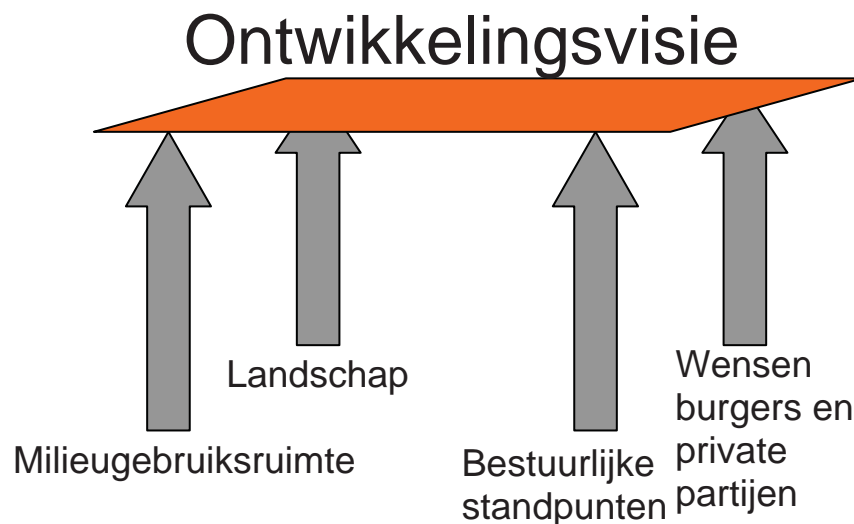 Ontwikkelingsvisie
Landschap
Milieugebruiksruimte
Bestuurlijke
standpunten
Wensen
burgers en
private
partijen